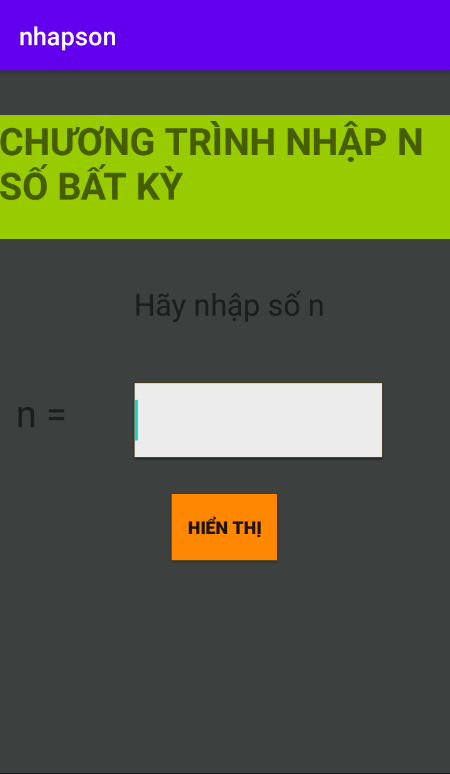 nhapson
CHƯƠNG TRÌNH NHẬP N
SỐ BẤT KỲ
Hãy nhập số n
n =
HIỂN THỊ